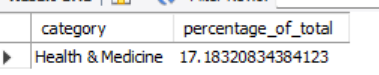 category percentage_of_total
Health & Medicine 17.18320834384123